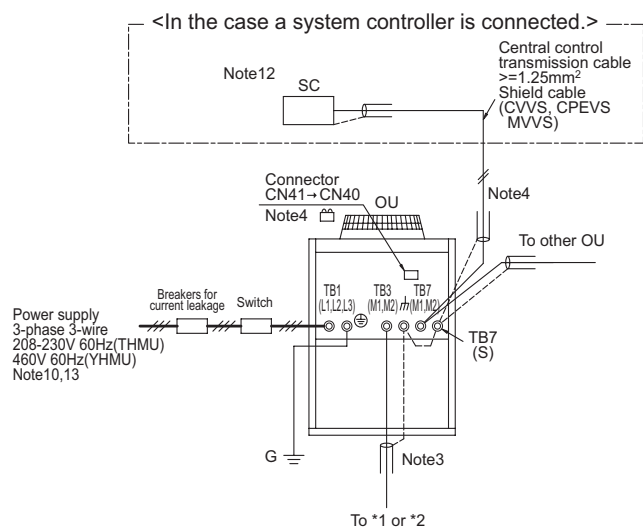 <In the case a system controller is connected.>
Central control
transmission cable
>=1.25mm²
Shield cable
(CVVS, CPEVS
MVVS)
Note12
SC
Connector
CN41→CN40
Note4
OU
Note4
To other OU
TB1
(L1,L2,L3)
TB3
(M1,M2)
TB7
(M1,M2)
Breakers for
current leakage
Switch
Power supply
3-phase 3-wire
208-230V 60Hz(THMU)
460V 60Hz(YHMU)
Note10,13
TB7
(S)
G
Note3
To *1 or *2